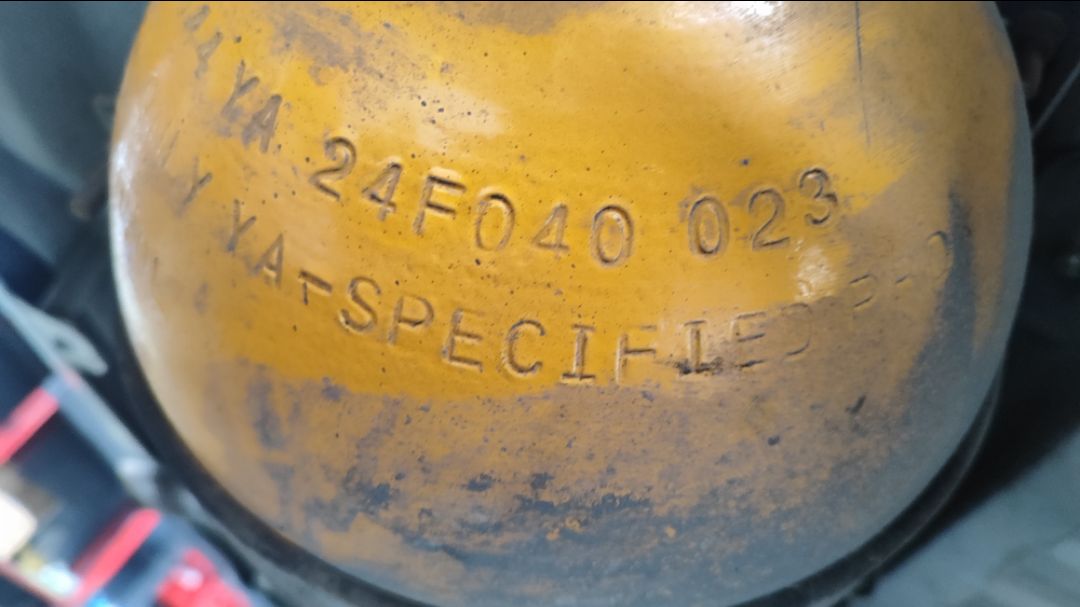 YA 24F040 023
YA-SPECIFIED